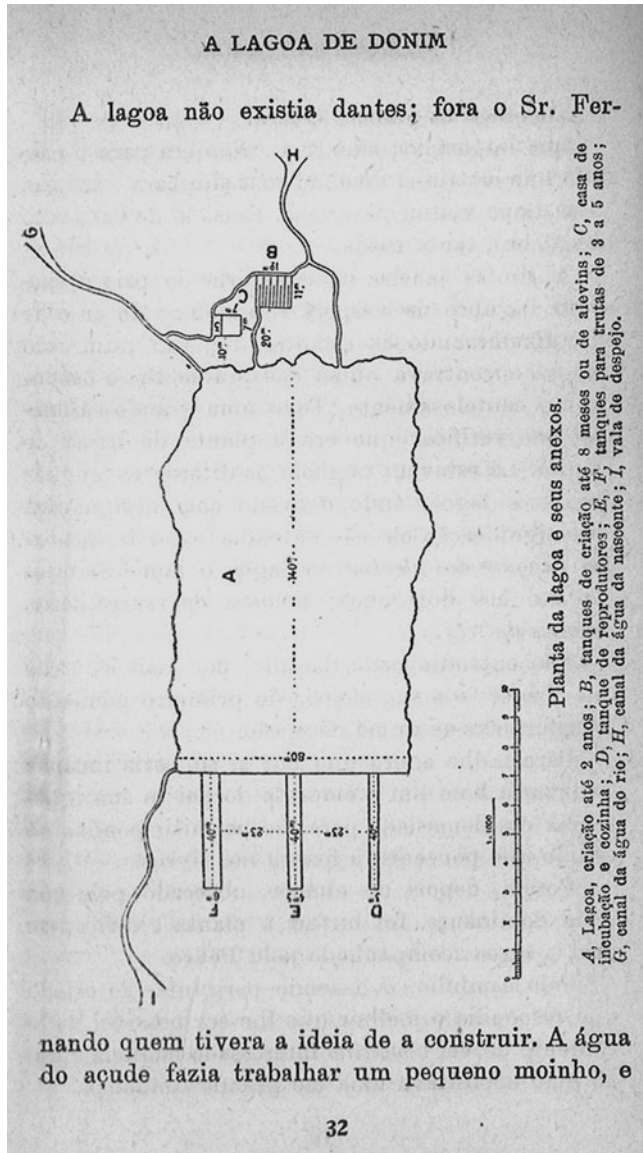 A LAGOA DE DONIM
A lagoa não existia dantes; fora o Sr. Fer-
G
H
B
C
A
140m
80m
F
E
D
I
Planta da lagoa e seus anexos.
A, Lagoa, criação até 2 anos; B, tanques de criação até 8 meses ou de alevins; C, casa de
incubação e cozinha; D, tanque de reprodutores; E, F, tanques para trutas de 3 a 5 anos;
G, canal da água do rio; H, canal da água da nascente; I, vala de despejo.
nando quem tivera a ideia de a construir. A água
do açude fazia trabalhar um pequeno moinho, e
32